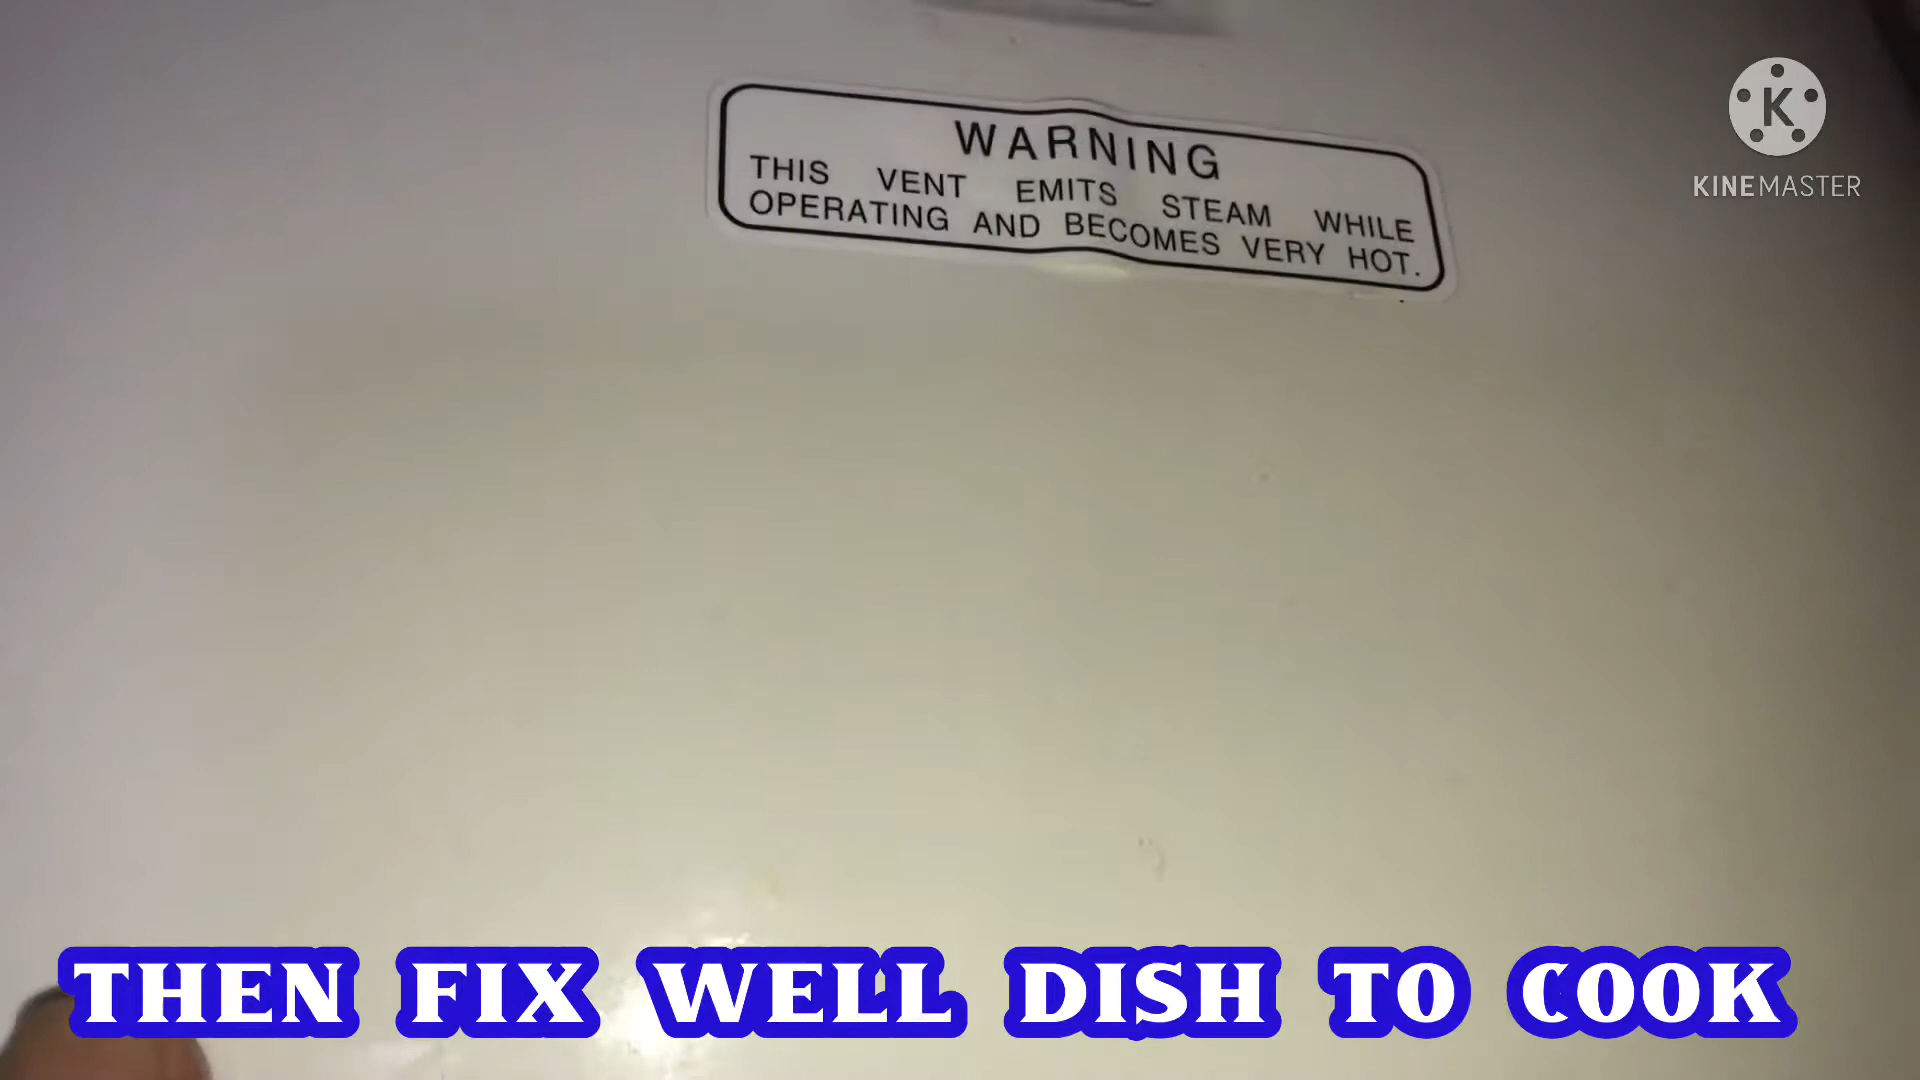 WARNING
THIS VENT EMITS STEAM WHILE
OPERATING AND BECOMES VERY HOT.
KINEMASTER
THEN FIX WELL DISH TO COOK